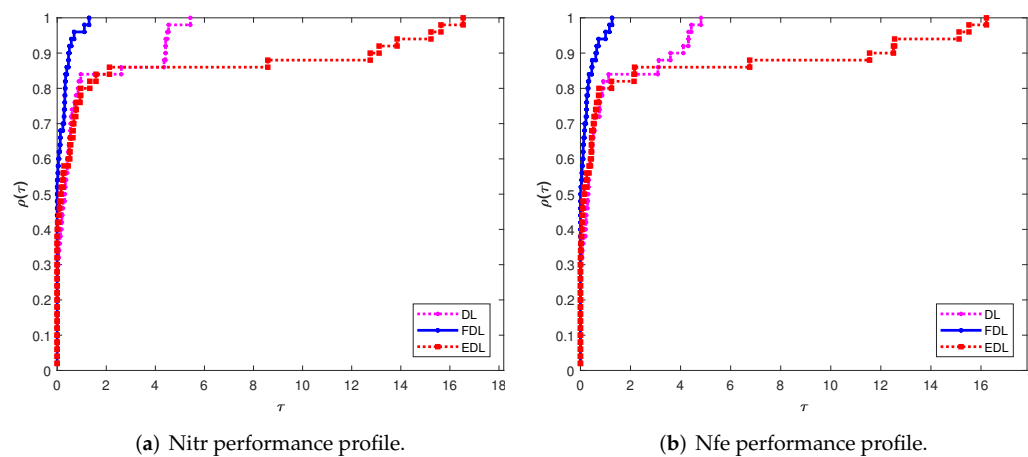 1
0.9
0.8
0.7
0.6
0.5
0.4
0.3
0.2
0.1
0
ρ(τ)
DL
FDL
EDL
0 2 4 6 8 10 12 14 16 18
τ
(a) Nitr performance profile.
1
0.9
0.8
0.7
0.6
0.5
0.4
0.3
0.2
0.1
0
ρ(τ)
DL
FDL
EDL
0 2 4 6 8 10 12 14 16
τ
(b) Nfe performance profile.